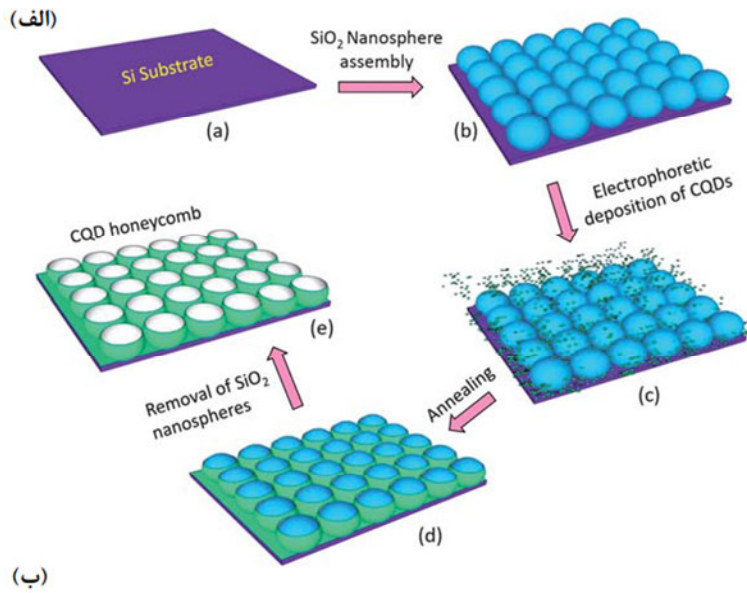 (الف)
Si Substrate
(a)
SiO₂ Nanosphere
assembly
(b)
Electrophoretic
deposition of CQDs
(c)
Annealing
(d)
Removal of SiO₂
nanospheres
CQD honeycomb
(e)
(ب)